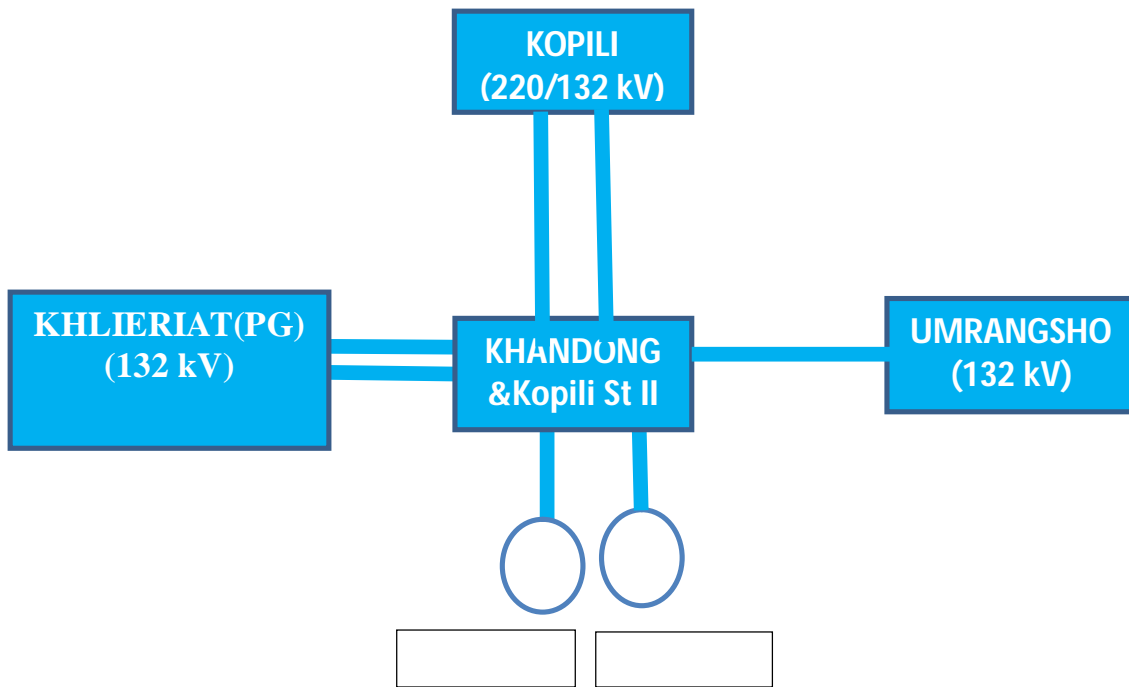 KOPILI
(220/132 kV)
KHLIERIAT(PG)
(132 kV)
KHANDONG
&Kopili St II
UMRANGSHO
(132 kV)